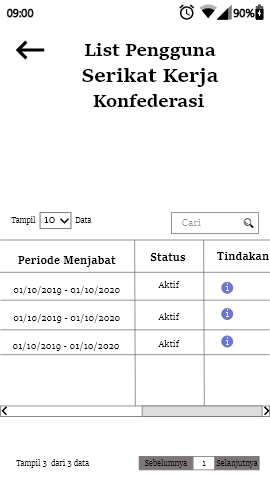 09:00 90%
List Pengguna
Serikat Kerja
Konfederasi
Tampil 10 Data Cari
Periode Menjabat Status Tindakan
01/10/2019 - 01/10/2020 Aktif i
01/10/2019 - 01/10/2020 Aktif i
01/10/2019 - 01/10/2020 Aktif i
Tampil 3 dari 3 data Sebelumnya 1 Selanjutnya